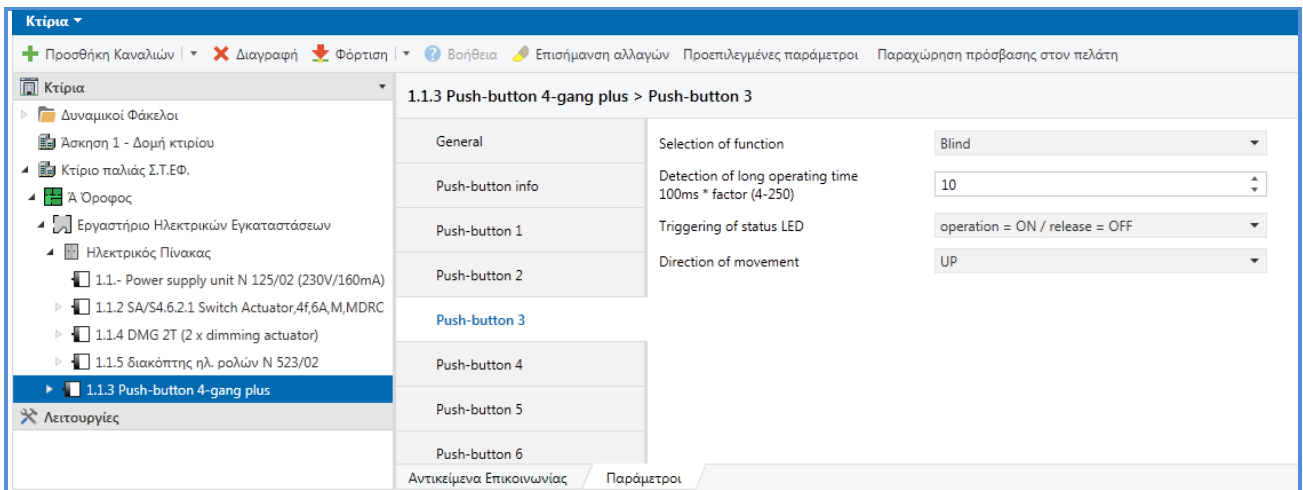 Κτίρια
Προσθήκη Καναλιών Διαγραφή Φόρτιση Βοήθεια Επισήμανση αλλαγών Προεπιλεγμένες παράμετροι Παραχώρηση πρόσβασης στον πελάτη
Κτίρια
Δυναμικοί Φάκελοι
Άσκηση 1 - Δομή κτιρίου
Κτίριο παλιάς Σ.Τ.ΕΦ.
Ά Όροφος
Εργαστήριο Ηλεκτρικών Εγκαταστάσεων
Ηλεκτρικός Πίνακας
1.1.- Power supply unit N 125/02 (230V/160mA)
1.1.2 SA/S4.6.2.1 Switch Actuator,4f,6A,M,MDRC
1.1.4 DMG 2T (2 x dimming actuator)
1.1.5 διακόπτης ηλ. ρολών N 523/02
1.1.3 Push-button 4-gang plus
Λειτουργίες
1.1.3 Push-button 4-gang plus > Push-button 3
General
Push-button info
Push-button 1
Push-button 2
Push-button 3
Push-button 4
Push-button 5
Push-button 6
Selection of function Blind
Detection of long operating time
100ms * factor (4-250) 10
Triggering of status LED operation = ON / release = OFF
Direction of movement UP
Αντικείμενα Επικοινωνίας Παράμετροι